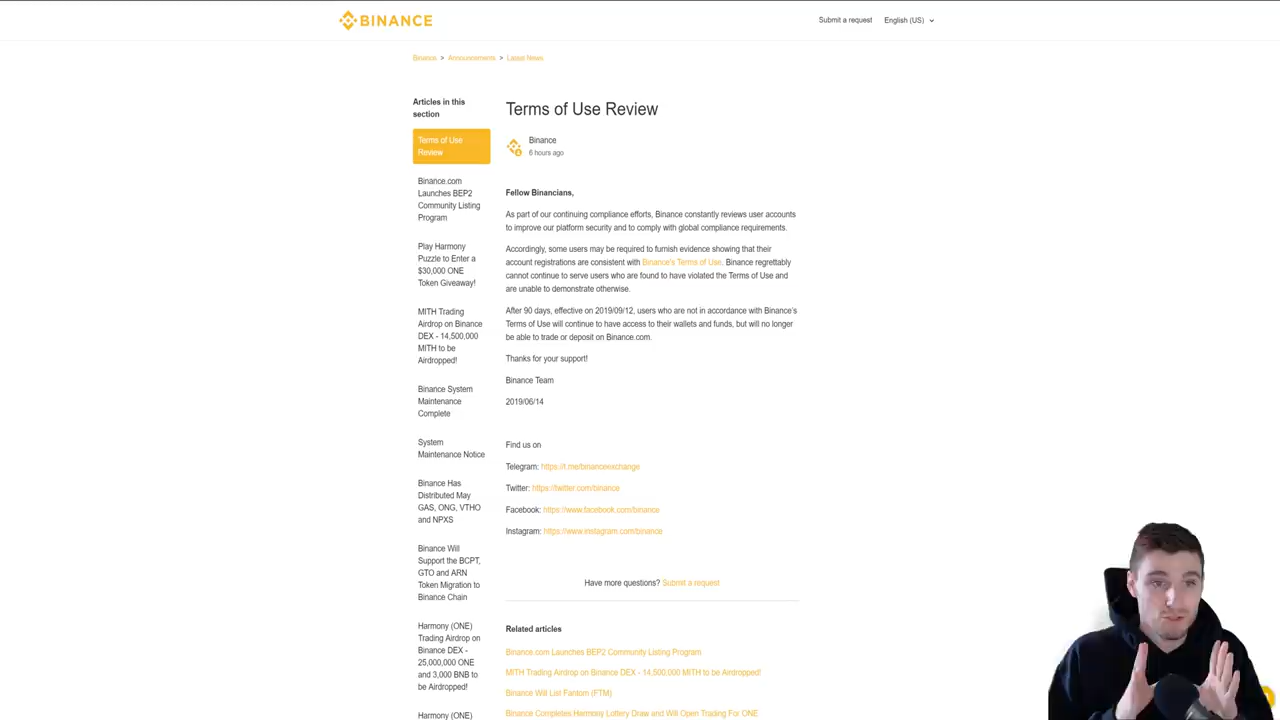 BINANCE
Submit a request
English (US)
Binance > Announcements > Latest News
Articles in this
section
Terms of Use
Review
Binance.com
Launches BEP2
Community Listing
Program
Play Harmony
Puzzle to Enter a
$30,000 ONE
Token Giveaway!
MITH Trading
Airdrop on Binance
DEX - 14,500,000
MITH to be
Airdropped!
Binance System
Maintenance
Complete
System
Maintenance Notice
Binance Has
Distributed May
GAS, ONG, VTHO
and NPXS
Binance Will
Support the BCPT,
GTO and ARN
Token Migration to
Binance Chain
Harmony (ONE)
Trading Airdrop on
Binance DEX -
25,000,000 ONE
and 3,000 BNB to
be Airdropped!
Harmony (ONE)
Terms of Use Review
Binance
6 hours ago
Fellow Binancians,
As part of our continuing compliance efforts, Binance constantly reviews user accounts
to improve our platform security and to comply with global compliance requirements.
Accordingly, some users may be required to furnish evidence showing that their
account registrations are consistent with Binance's Terms of Use. Binance regrettably
cannot continue to serve users who are found to have violated the Terms of Use and
are unable to demonstrate otherwise.
After 90 days, effective on 2019/09/12, users who are not in accordance with Binance's
Terms of Use will continue to have access to their wallets and funds, but will no longer
be able to trade or deposit on Binance.com.
Thanks for your support!
Binance Team
2019/06/14
Find us on
Telegram: https://t.me/binanceexchange
Twitter: https://twitter.com/binance
Facebook: https://www.facebook.com/binance
Instagram: https://www.instagram.com/binance
Have more questions? Submit a request
Related articles
Binance.com Launches BEP2 Community Listing Program
MITH Trading Airdrop on Binance DEX - 14,500,000 MITH to be Airdropped!
Binance Will List Fantom (FTM)
Binance Completes Harmony Lottery Draw and Will Open Trading For ONE